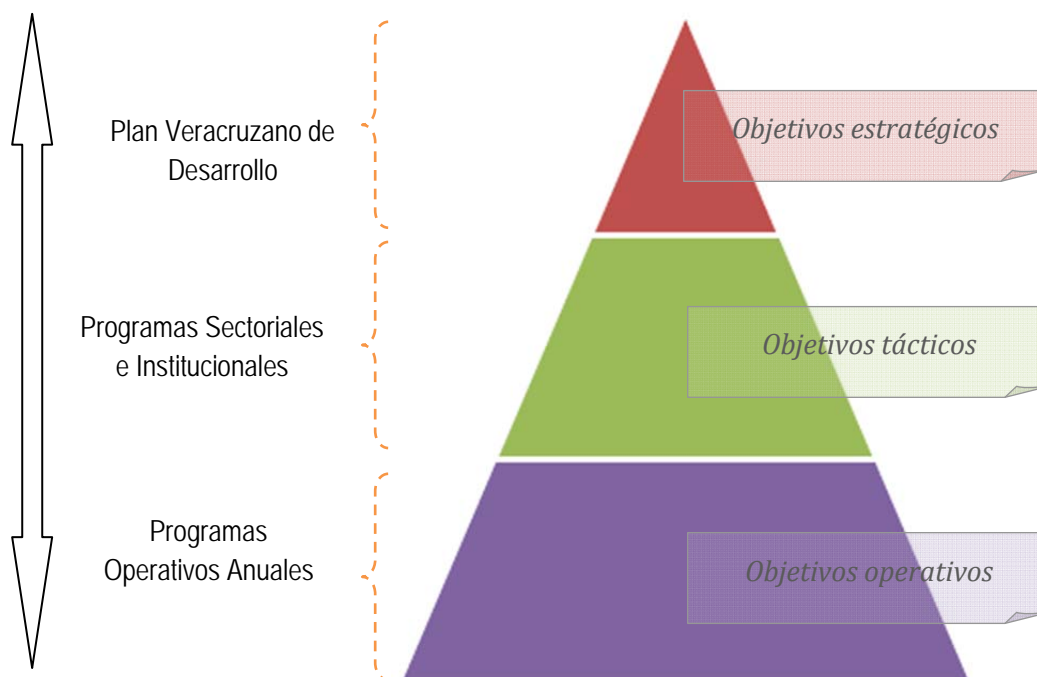 Plan Veracruzano de
Desarrollo
Objetivos estratégicos
Programas Sectoriales
e Institucionales
Objetivos tácticos
Programas
Operativos Anuales
Objetivos operativos